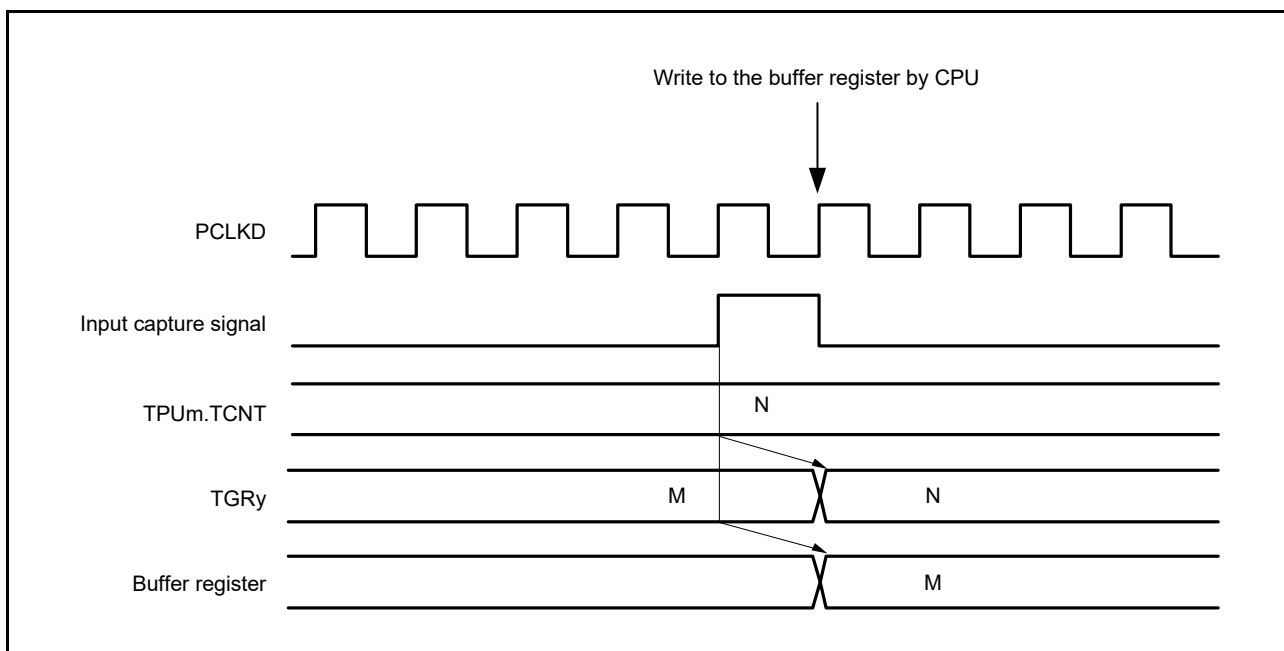 Write to the buffer register by CPU
PCLKD
Input capture signal
TPUm.TCNT
N
TGRy
M
N
Buffer register
M